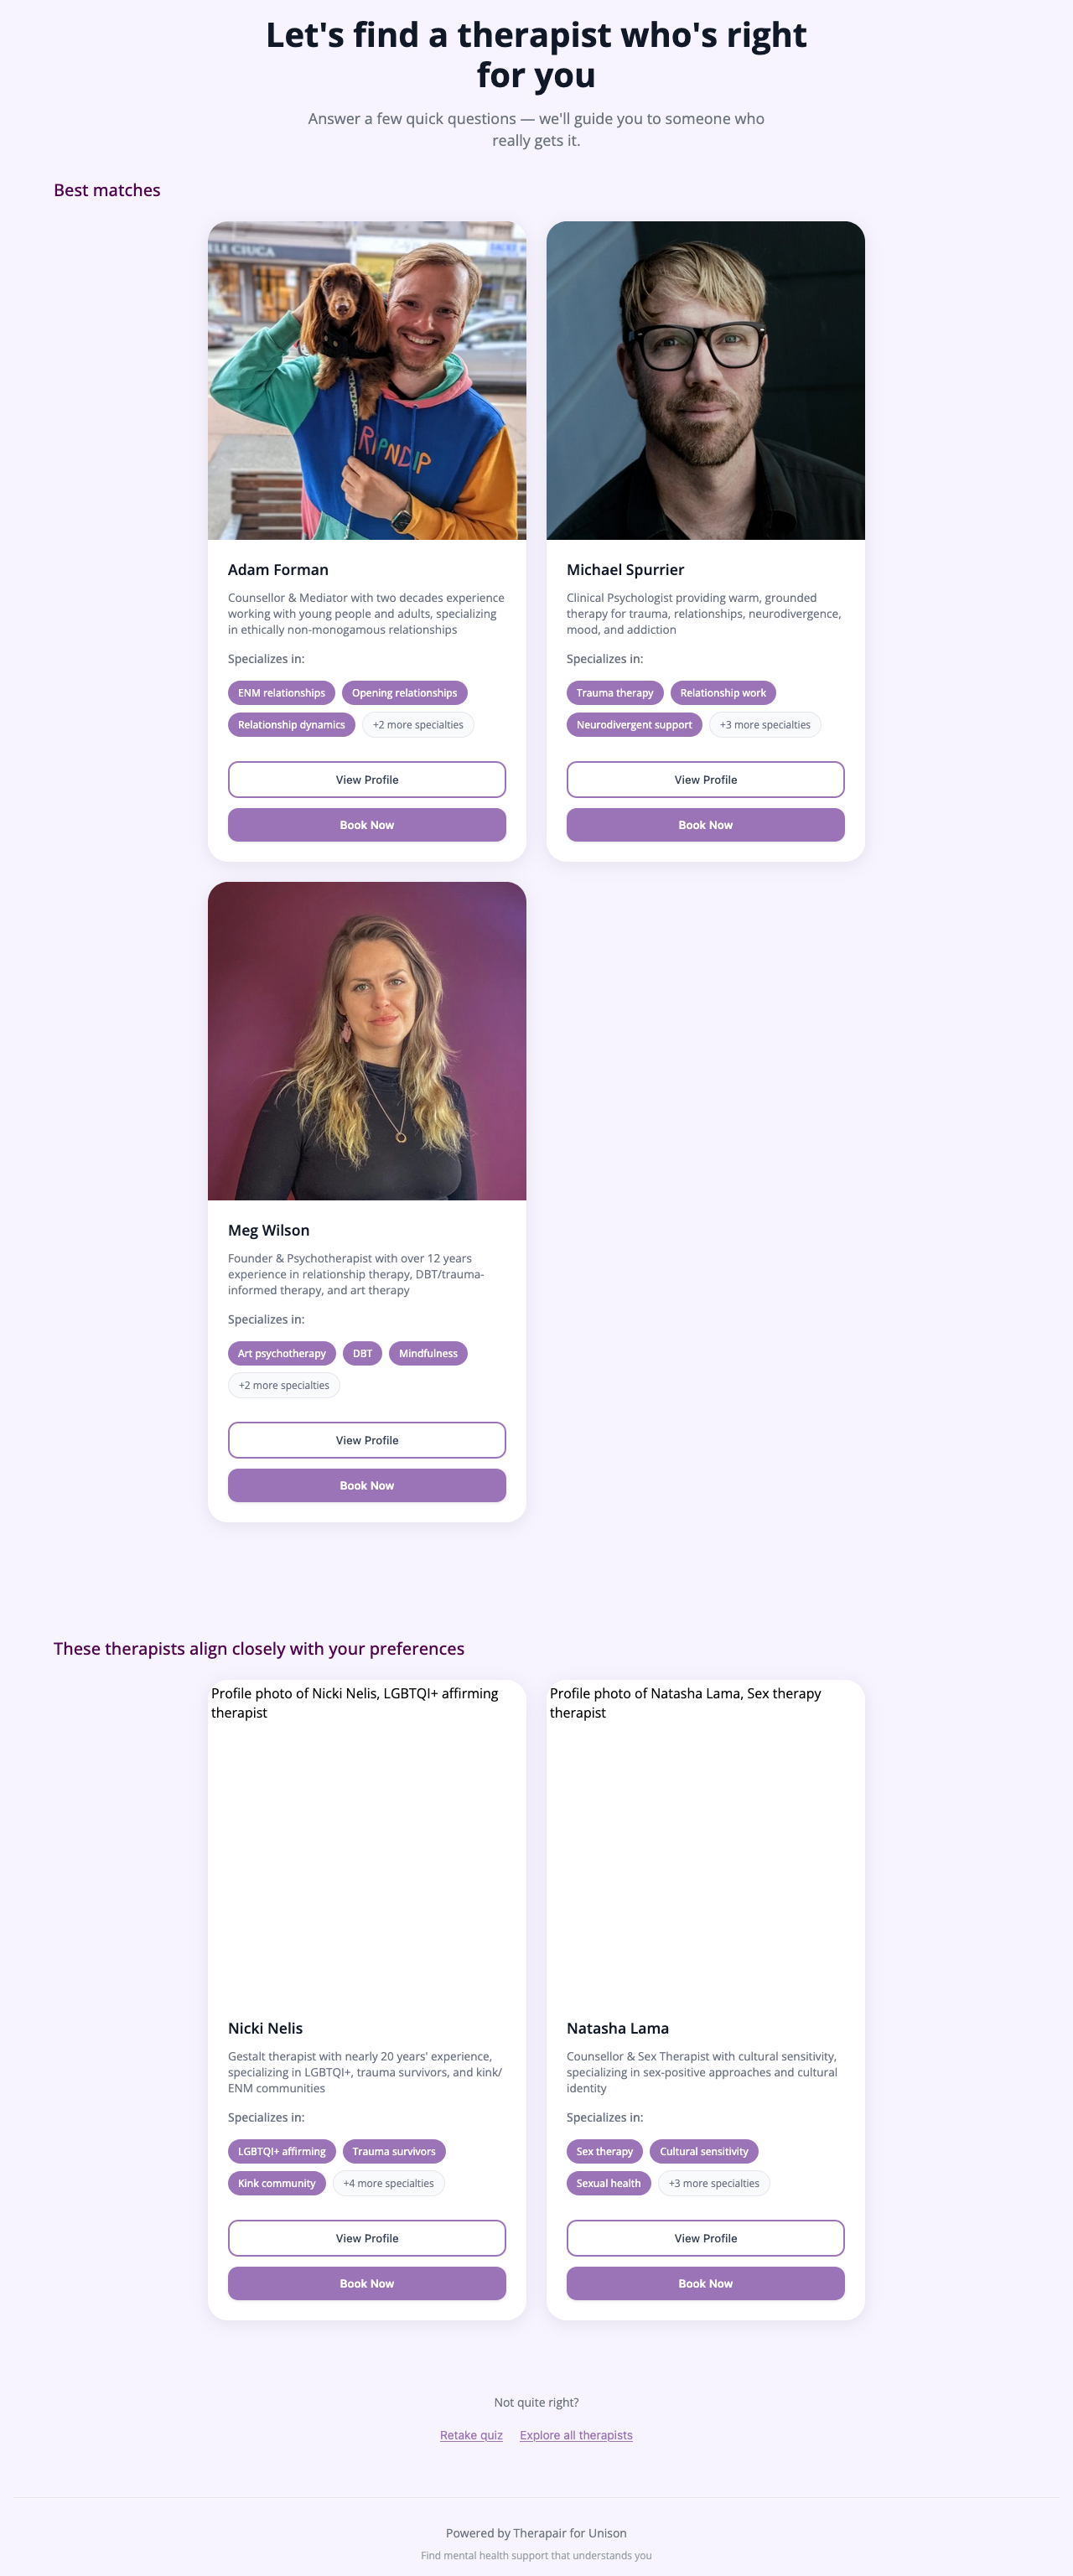 Let's find a therapist who's right
for you
Answer a few quick questions — we'll guide you to someone who
really gets it.
Best matches
ELE CIUCA
RIPNDIP
Adam Forman
Counsellor & Mediator with two decades experience
working with young people and adults, specializing
in ethically non-monogamous relationships
Specializes in:
ENM relationships
Opening relationships
Relationship dynamics
+2 more specialties
View Profile
Book Now
Michael Spurrier
Clinical Psychologist providing warm, grounded
therapy for trauma, relationships, neurodivergence,
mood, and addiction
Specializes in:
Trauma therapy
Relationship work
Neurodivergent support
+3 more specialties
View Profile
Book Now
Meg Wilson
Founder & Psychotherapist with over 12 years
experience in relationship therapy, DBT/trauma-
informed therapy, and art therapy
Specializes in:
Art psychotherapy
DBT
Mindfulness
+2 more specialties
View Profile
Book Now
These therapists align closely with your preferences
Profile photo of Nicki Nelis, LGBTQI+ affirming
therapist
Nicki Nelis
Gestalt therapist with nearly 20 years' experience,
specializing in LGBTQI+, trauma survivors, and kink/
ENM communities
Specializes in:
LGBTQI+ affirming
Trauma survivors
Kink community
+4 more specialties
View Profile
Book Now
Profile photo of Natasha Lama, Sex therapy
therapist
Natasha Lama
Counsellor & Sex Therapist with cultural sensitivity,
specializing in sex-positive approaches and cultural
identity
Specializes in:
Sex therapy
Cultural sensitivity
Sexual health
+3 more specialties
View Profile
Book Now
Not quite right?
Retake quiz
Explore all therapists
Powered by Therapair for Unison
Find mental health support that understands you